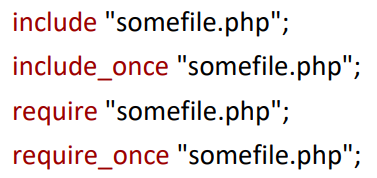 include "somefile.php";
include_once "somefile.php";
require "somefile.php";
require_once "somefile.php";